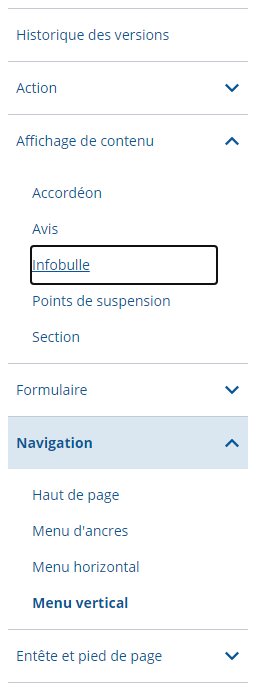 Historique des versions
Action
Affichage de contenu
Accordéon
Avis
Infobulle
Points de suspension
Section
Formulaire
Navigation
Haut de page
Menu d'ancres
Menu horizontal
Menu vertical
Entête et pied de page